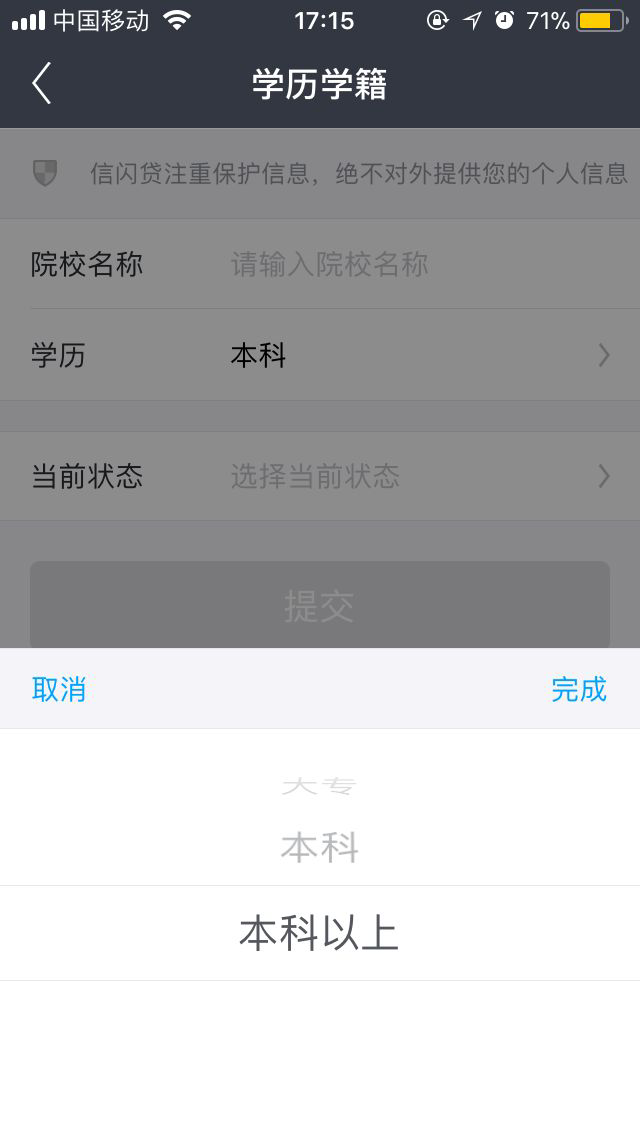 中国移动 17:15 71%
学历学籍
信闪贷注重保护信息，绝不对外提供您的个人信息
院校名称 请输入院校名称
学历 本科
当前状态 选择当前状态
提交
取消 完成
大专
本科
本科以上